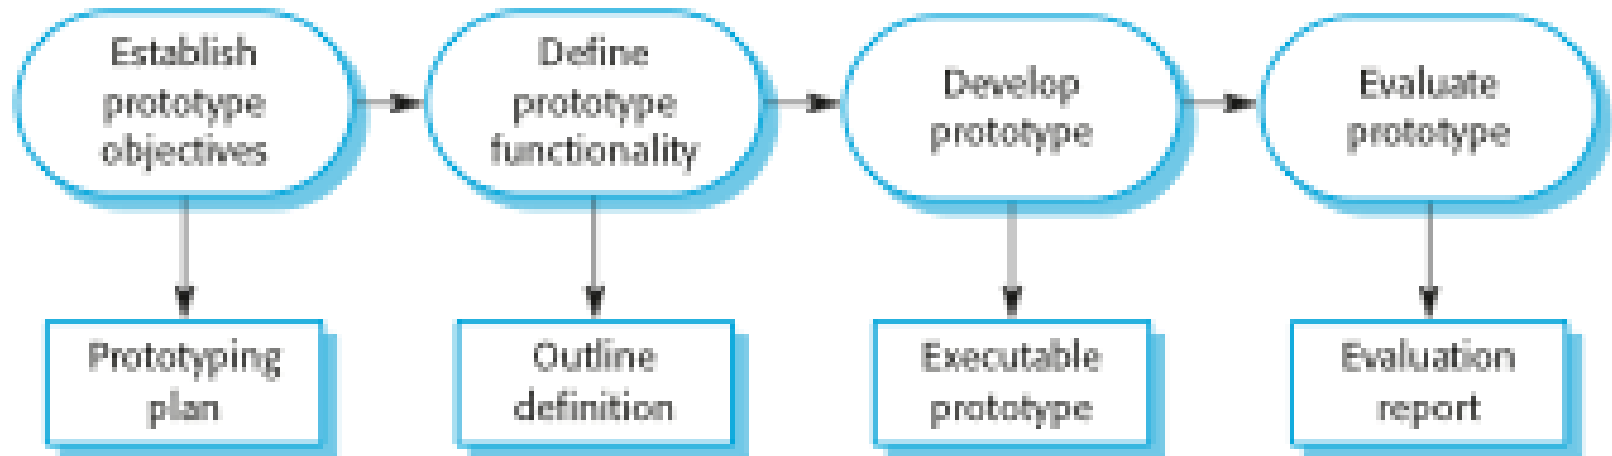 Establish
prototype
objectives
Define
prototype
functionality
Develop
prototype
Evaluate
prototype
Prototyping
plan
Outline
definition
Executable
prototype
Evaluation
report